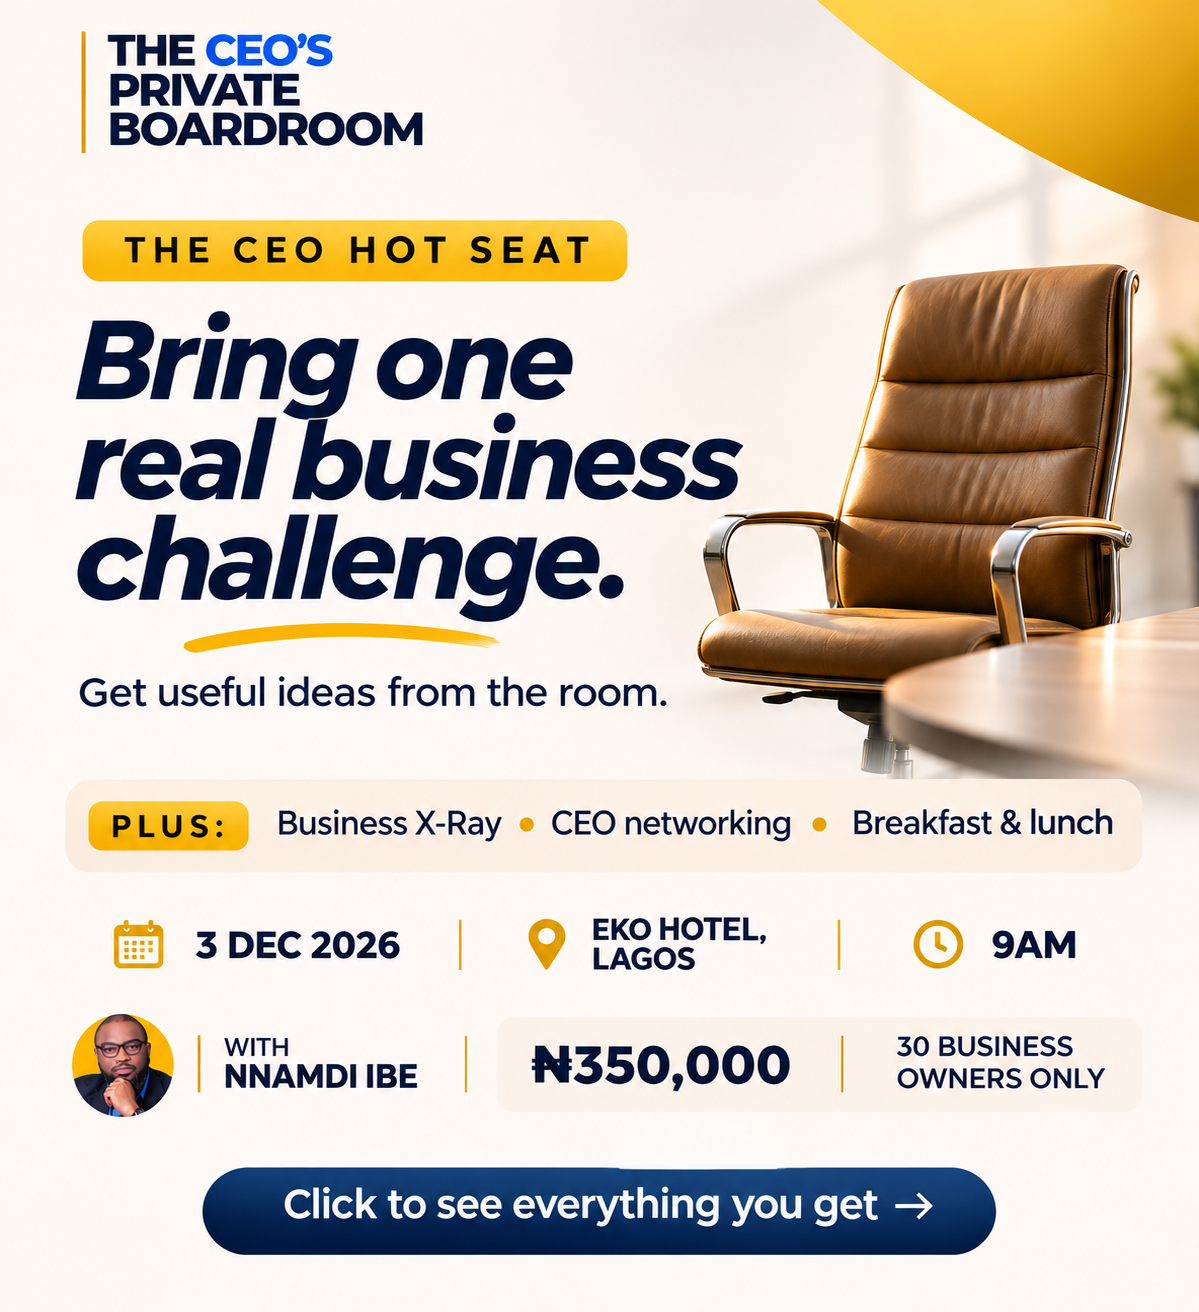 THE CEO'S
PRIVATE
BOARDROOM
THE CEO HOT SEAT
Bring one
real business
challenge.
Get useful ideas from the room.
PLUS: Business X-Ray • CEO networking • Breakfast & lunch
3 DEC 2026
EKO HOTEL,
LAGOS
9AM
WITH
NNAMDI IBE
₦350,000
30 BUSINESS
OWNERS ONLY
Click to see everything you get →